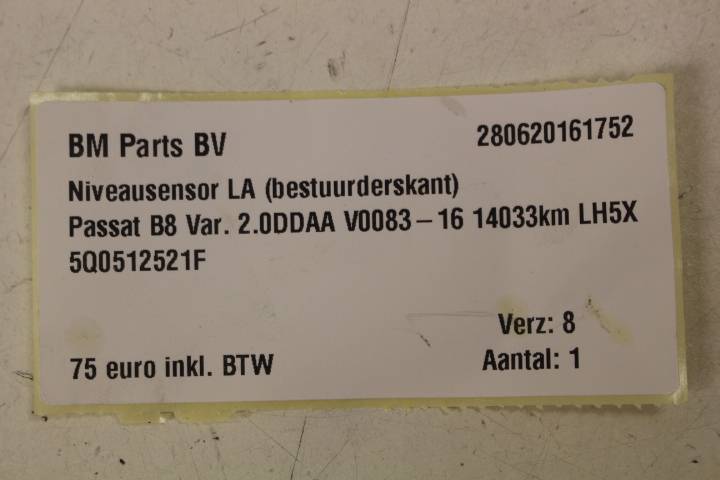 BM Parts BV 280620161752
Niveausensor LA (bestuurderskant)
Passat B8 Var. 2.0DDAA V0083-16 14033km LH5X
5Q0512521F
Verz: 8
75 euro inkl. BTW Aantal: 1